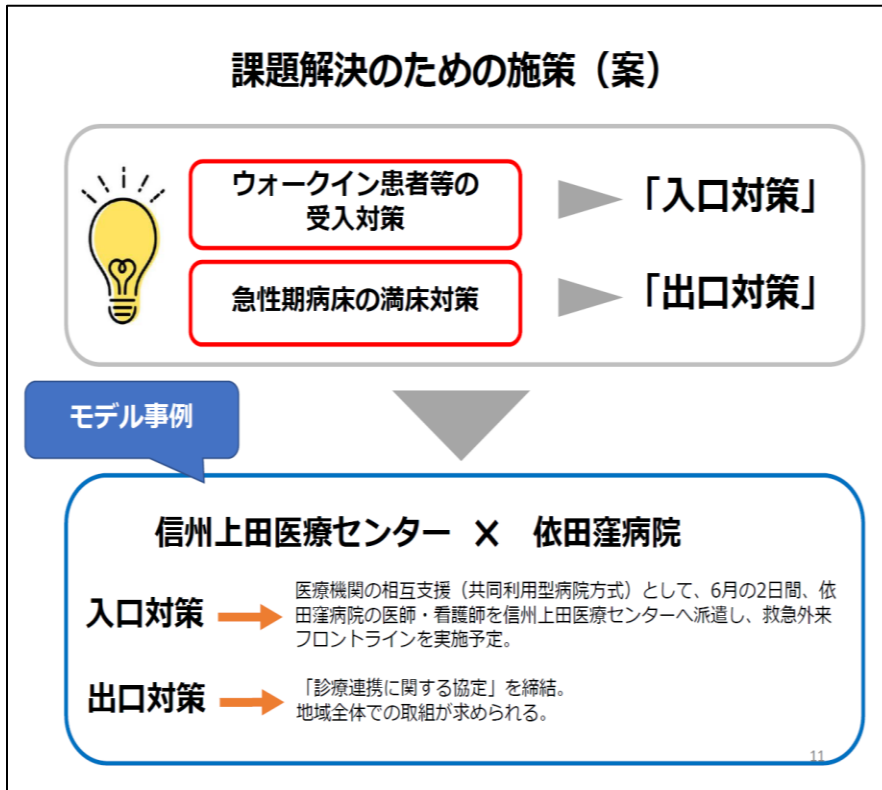 課題解決のための施策（案）
ウォークイン患者等の
受入対策
「入口対策」
急性期病床の満床対策
「出口対策」
モデル事例
信州上田医療センター × 依田窪病院
入口対策
医療機関の相互支援（共同利用型病院方式）として、6月の2日間、依
田窪病院の医師・看護師を信州上田医療センターへ派遣し、救急外来
フロントラインを実施予定。
出口対策
「診療連携に関する協定」を締結。
地域全体での取組が求められる。
11